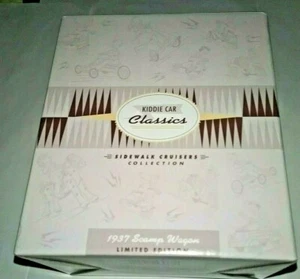 KIDDIE CAR
Classics
SIDEWALK CRUISERS
COLLECTION
1937 Scamp Wagon
LIMITED EDITION